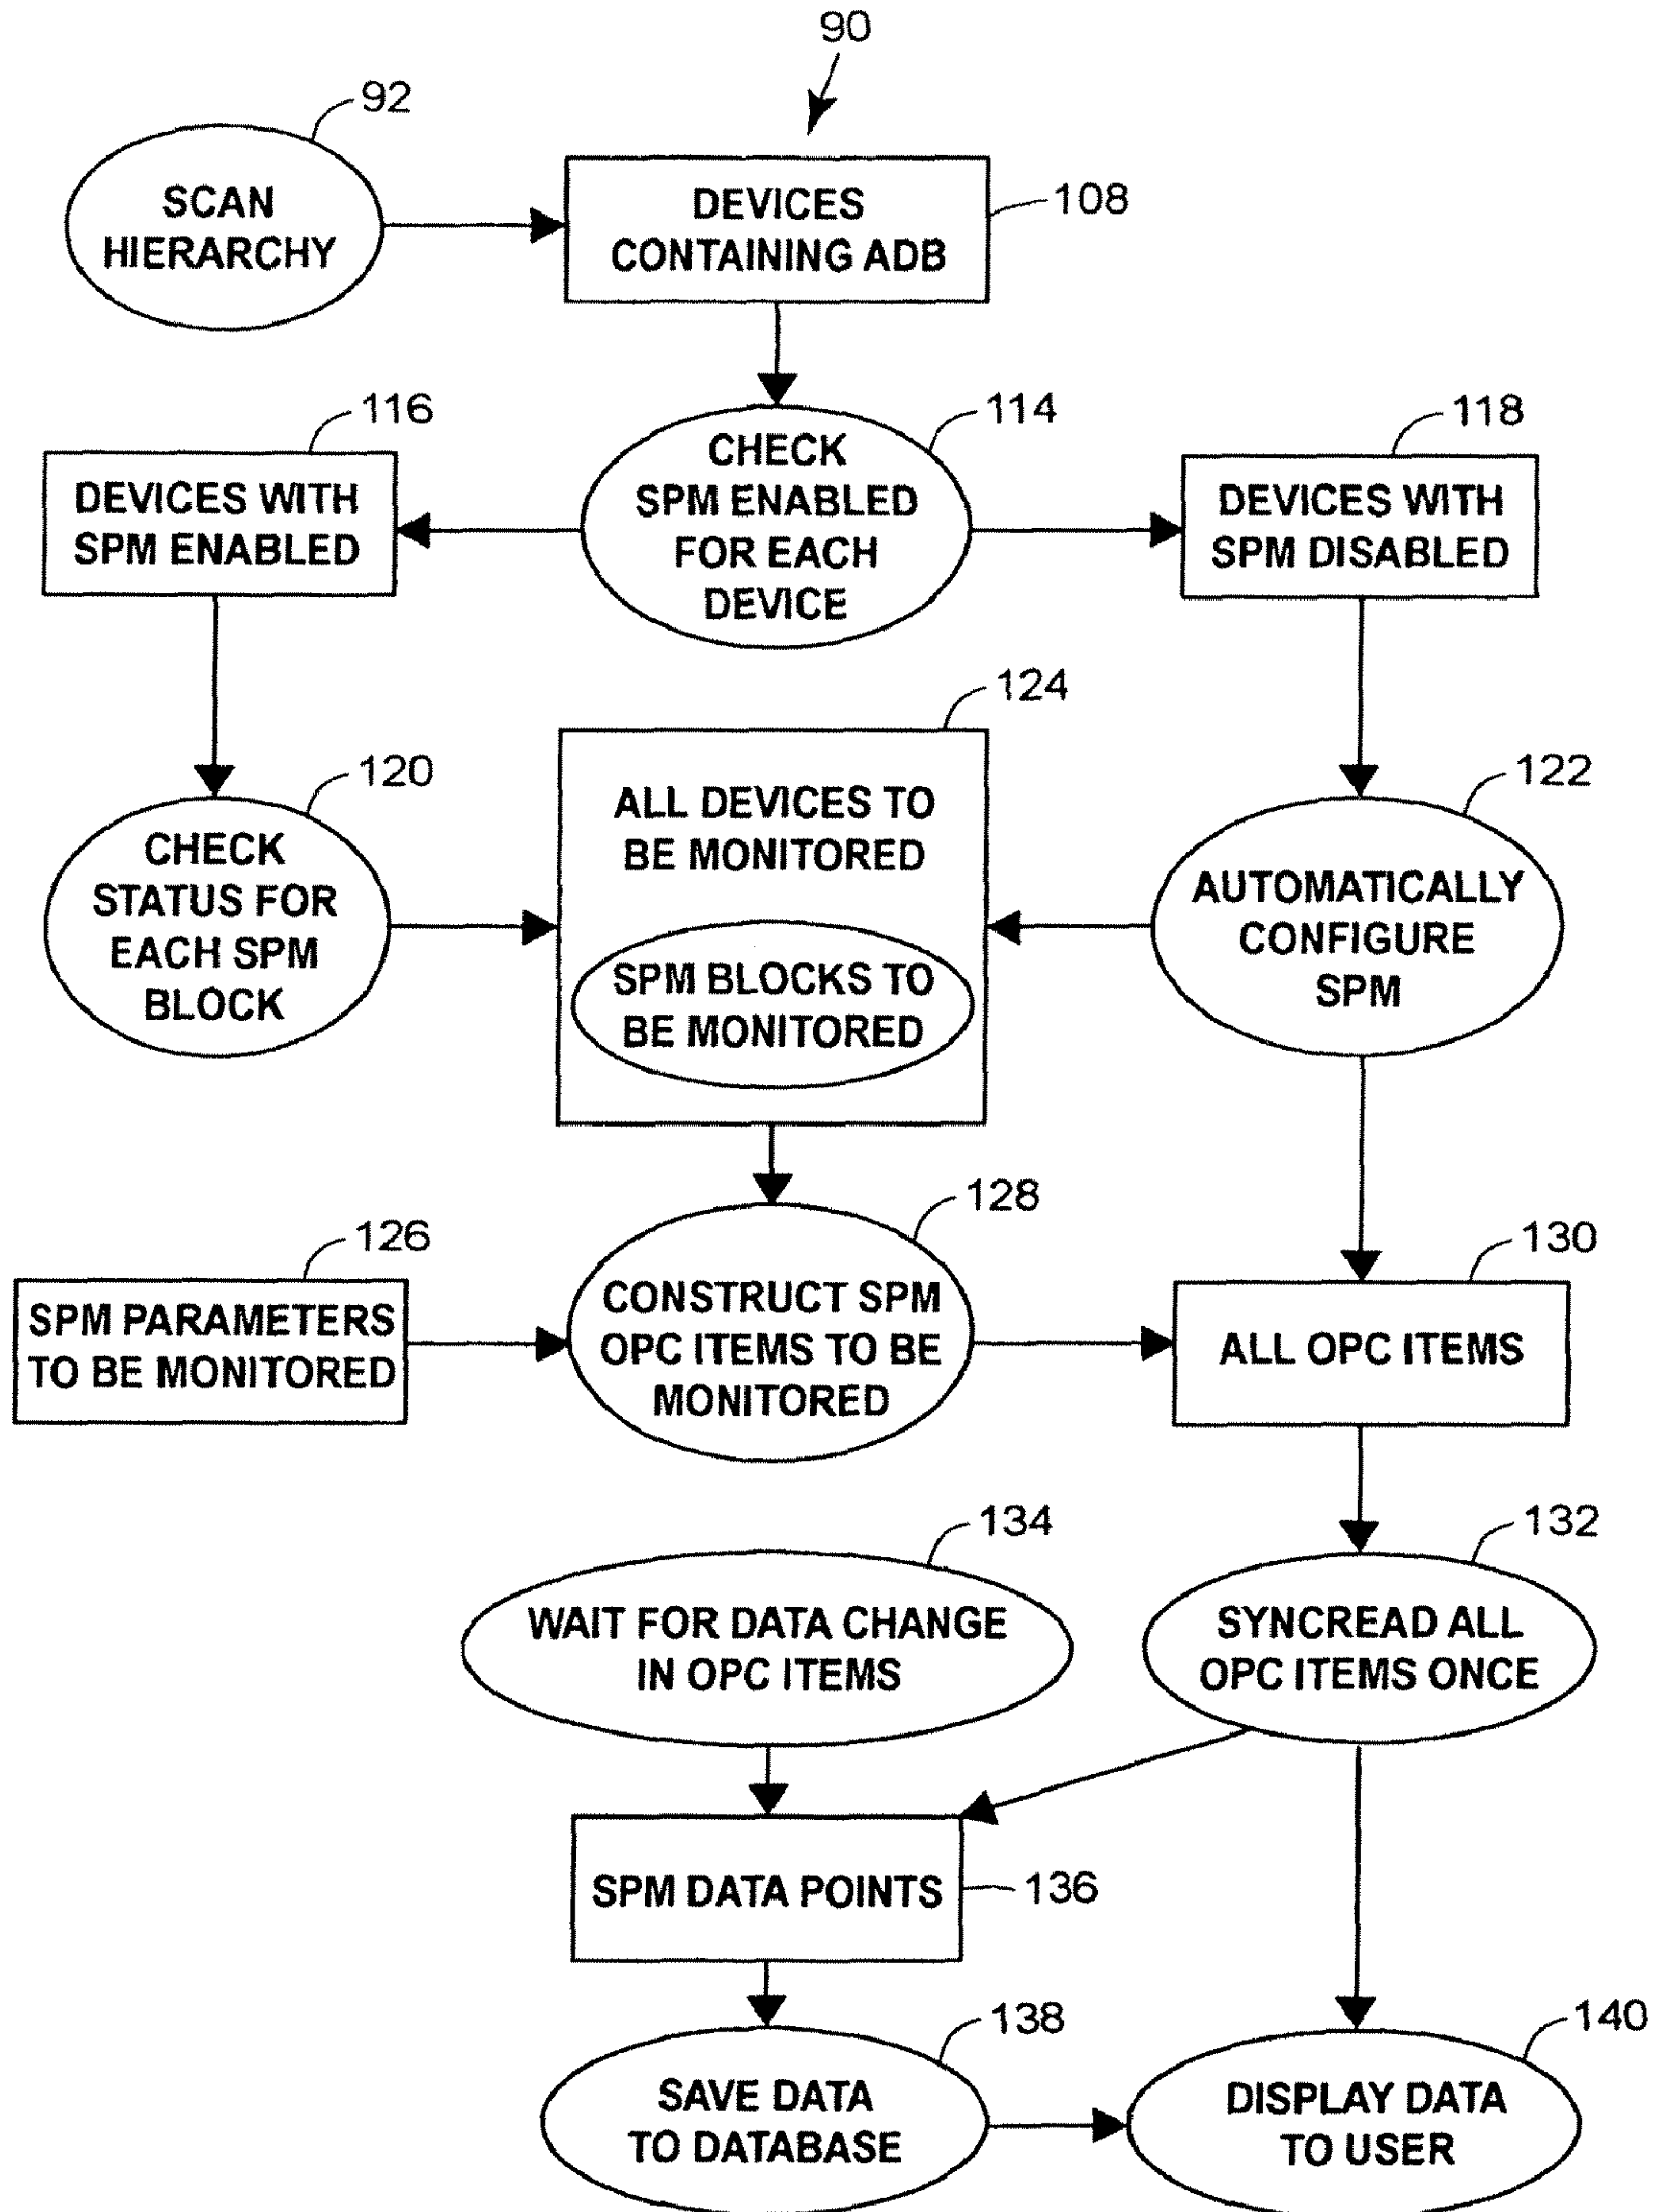 90
92
SCAN
HIERARCHY
DEVICES
CONTAINING ADB
108
116
DEVICES WITH
SPM ENABLED
114
CHECK
SPM ENABLED
FOR EACH
DEVICE
118
DEVICES WITH
SPM DISABLED
120
CHECK
STATUS FOR
EACH SPM
BLOCK
124
ALL DEVICES TO
BE MONITORED
SPM BLOCKS TO
BE MONITORED
122
AUTOMATICALLY
CONFIGURE
SPM
126
SPM PARAMETERS
TO BE MONITORED
128
CONSTRUCT SPM
OPC ITEMS TO BE
MONITORED
130
ALL OPC ITEMS
134
WAIT FOR DATA CHANGE
IN OPC ITEMS
132
SYNCREAD ALL
OPC ITEMS ONCE
SPM DATA POINTS
136
138
SAVE DATA
TO DATABASE
140
DISPLAY DATA
TO USER